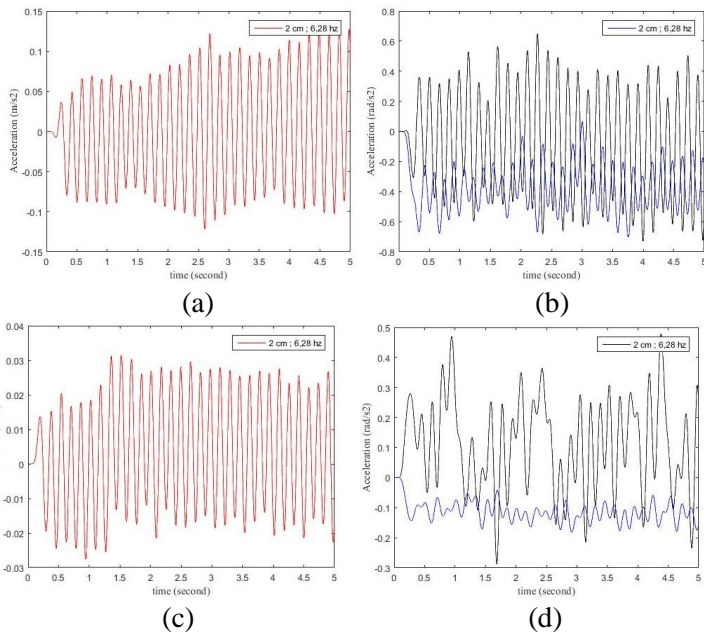 2 cm ; 6,28 hz
0.15
0.1
0.05
0
-0.05
-0.1
-0.15
Acceleration (m/s2)
0 0.5 1 1.5 2 2.5 3 3.5 4 4.5 5
time (second)
(a)
2 cm ; 6,28 hz
0.8
0.6
0.4
0.2
0
-0.2
-0.4
-0.6
-0.8
Acceleration (rad/s2)
0 0.5 1 1.5 2 2.5 3 3.5 4 4.5 5
time (second)
(b)
2 cm ; 6,28 hz
0.04
0.03
0.02
0.01
0
-0.01
-0.02
-0.03
0 0.5 1 1.5 2 2.5 3 3.5 4 4.5 5
time (second)
(c)
2 cm ; 6,28 hz
0.5
0.4
0.3
0.2
0.1
0
-0.1
-0.2
-0.3
Acceleration (rad/s2)
0 0.5 1 1.5 2 2.5 3 3.5 4 4.5 5
time (second)
(d)